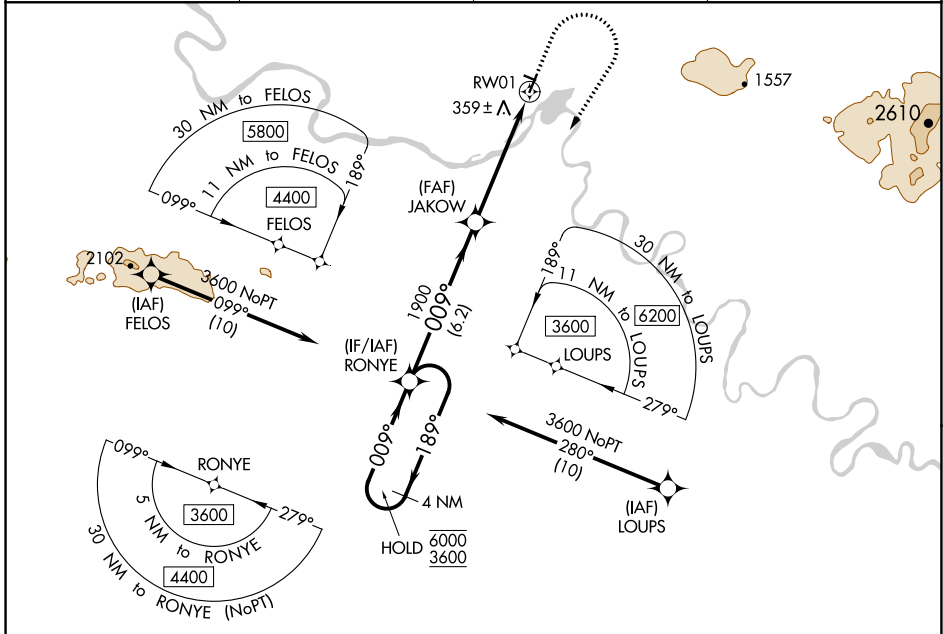 RW01
359 ±
1557
2610
30 NM to FELOS
5800
11 NM to FELOS
4400
099°
189°
FELOS
(FAF)
JAKOW
2102
(IAF)
FELOS
3600 NoPT
099°
(10)
1900
009°
(6.2)
(IF/IAF)
RONYE
30 NM to LOUPS
6200
11 NM to LOUPS
3600
189°
LOUPS
279°
3600 NoPT
280°
(10)
(IAF)
LOUPS
009°
189°
4 NM
HOLD
6000
3600
099°
RONYE
279°
3600
5 NM to RONYE
4400
30 NM to RONYE (NoPT)